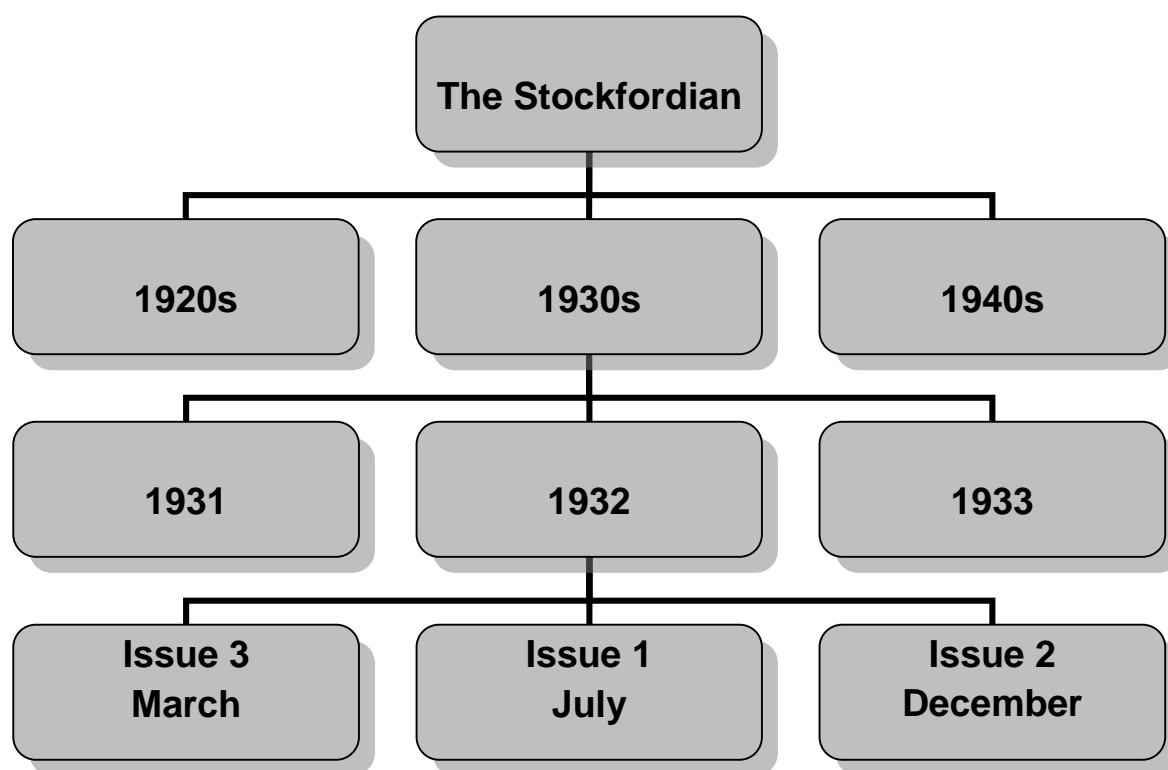 The Stockfordian
1920s
1930s
1940s
1931
1932
1933
Issue 3
March
Issue 1
July
Issue 2
December